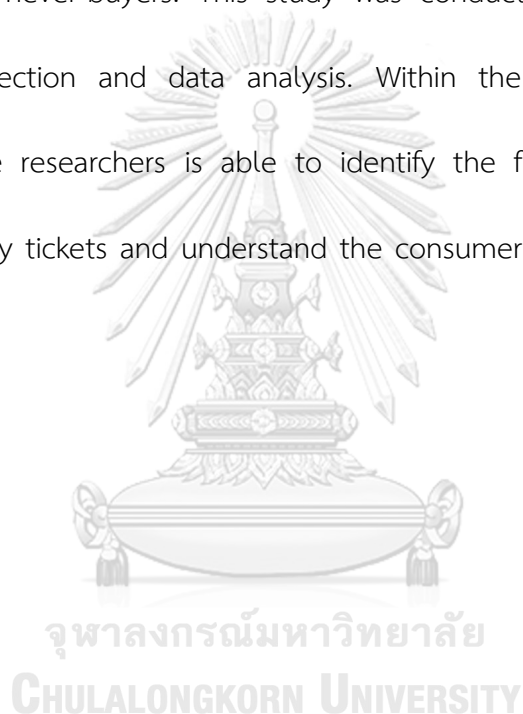 never-buyers. This study was conduct
ection and data analysis. Within the
e researchers is able to identify the f
y tickets and understand the consumer
จุฬาลงกรณ์มหาวิทยาลัย
CHULALONGKORN UNIVERSITY